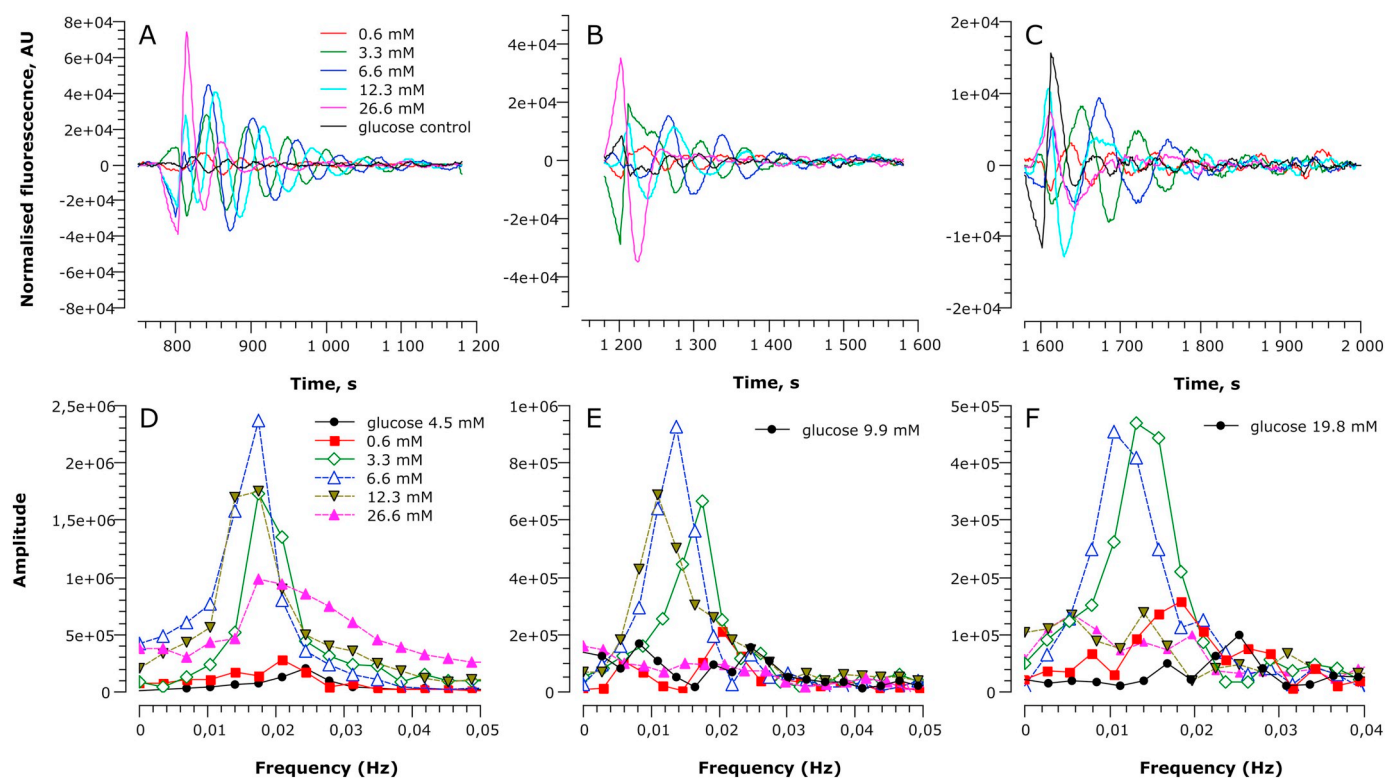 A
B
C
0.6 mM
3.3 mM
6.6 mM
12.3 mM
26.6 mM
glucose control
Normalised fluorescecnce, AU
8e+04
6e+04
4e+04
2e+04
0
-2e+04
-4e+04
-6e+04
-8e+04
800 900 1 000 1 100 1 200
Time, s
4e+04
2e+04
0
-2e+04
-4e+04
1 200 1 300 1 400 1 500 1 600
Time, s
2e+04
1e+04
0
-1e+04
-2e+04
1 600 1 700 1 800 1 900 2 000
Time, s
D
E
F
glucose 4.5 mM
0.6 mM
3.3 mM
6.6 mM
12.3 mM
26.6 mM
Amplitude
2,5e+06
2e+06
1,5e+06
1e+06
5e+05
0
0 0,01 0,02 0,03 0,04 0,05
Frequency (Hz)
glucose 9.9 mM
1e+06
8e+05
6e+05
4e+05
2e+05
0
0 0,01 0,02 0,03 0,04 0,05
Frequency (Hz)
glucose 19.8 mM
5e+05
4e+05
3e+05
2e+05
1e+05
0
0 0,01 0,02 0,03 0,04
Frequency (Hz)